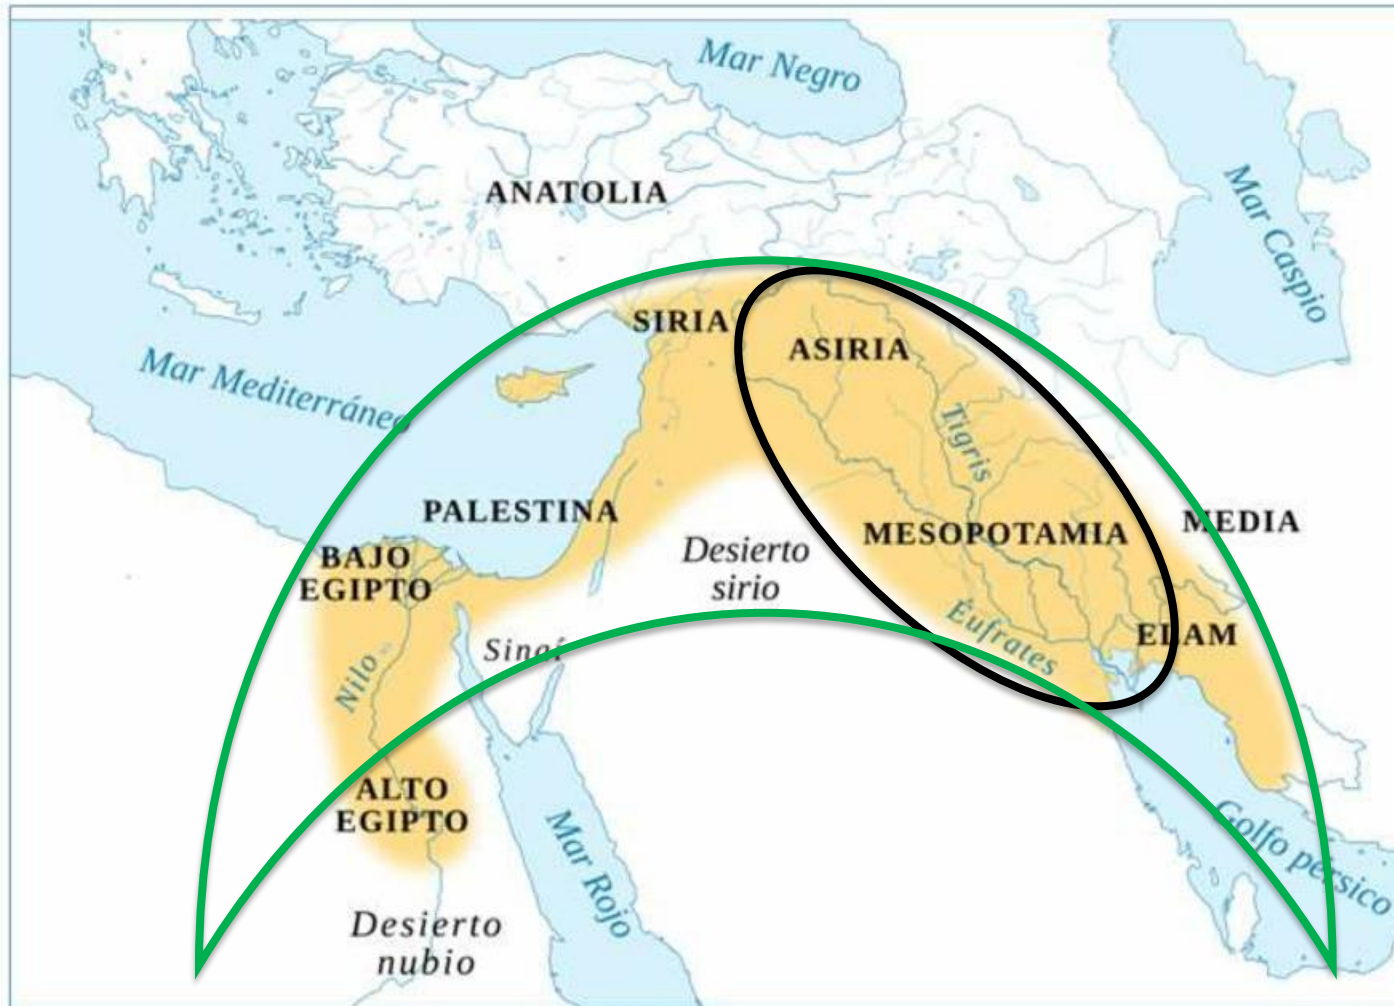 Mar Negro
ANATOLIA
Mar Caspio
SIRIA
ASIRIA
Mar Mediterráneo
Tigris
PALESTINA
MEDIA
MESOPOTAMIA
BAJO
EGIPTO
Desierto
sirio
Éufrates
ELAM
Sinaí
Nilo
ALTO
EGIPTO
Mar Rojo
Golfo pérsico
Desierto
nubio